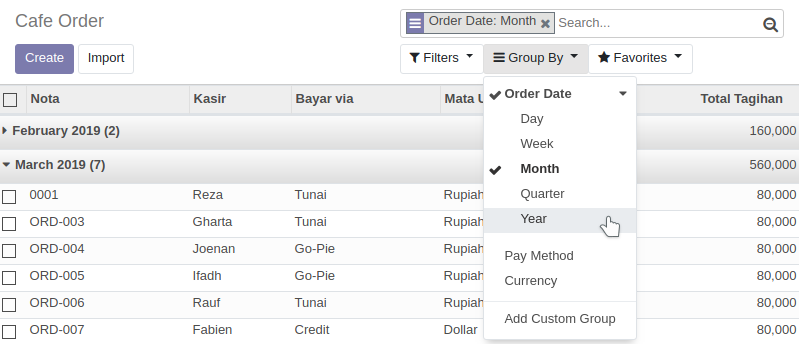 Cafe Order
Order Date: Month Search...
Create Import
Filters Group By Favorites
Nota Kasir Bayar via Mata U Total Tagihan
Order Date
Day
Week
Month
Quarter
Year
Pay Method
Currency
Add Custom Group
February 2019 (2) 160,000
March 2019 (7) 560,000
0001 Reza Tunai Rupiah 80,000
ORD-003 Gharta Tunai Rupiah 80,000
ORD-004 Joenan Go-Pie Rupiah 80,000
ORD-005 Ifadh Go-Pie Rupiah 80,000
ORD-006 Rauf Tunai Rupiah 80,000
ORD-007 Fabien Credit Dollar 80,000